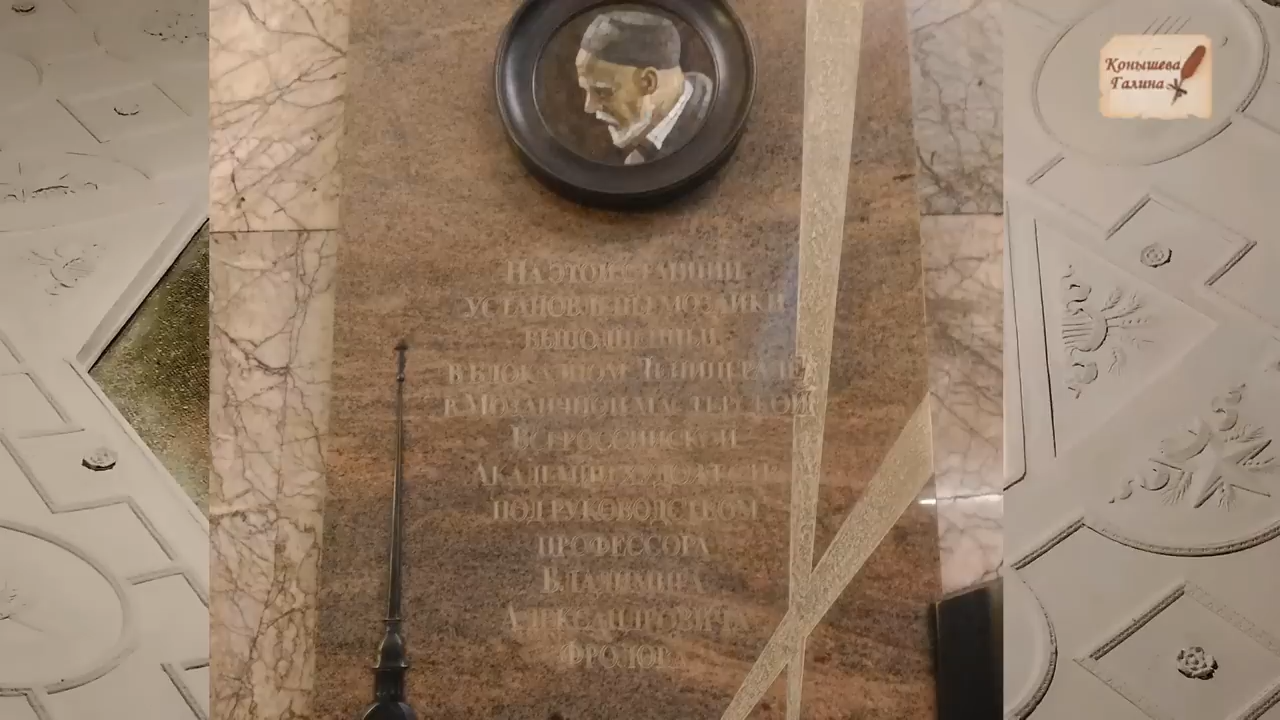 Конышева
Галина
На этой станции
установлены мозаики
выполненные
в блокадном Ленинграде
в Мозаичной мастерской
Всероссийской
Академии художеств
под руководством
профессора
Владимира
Александровича
Фролова